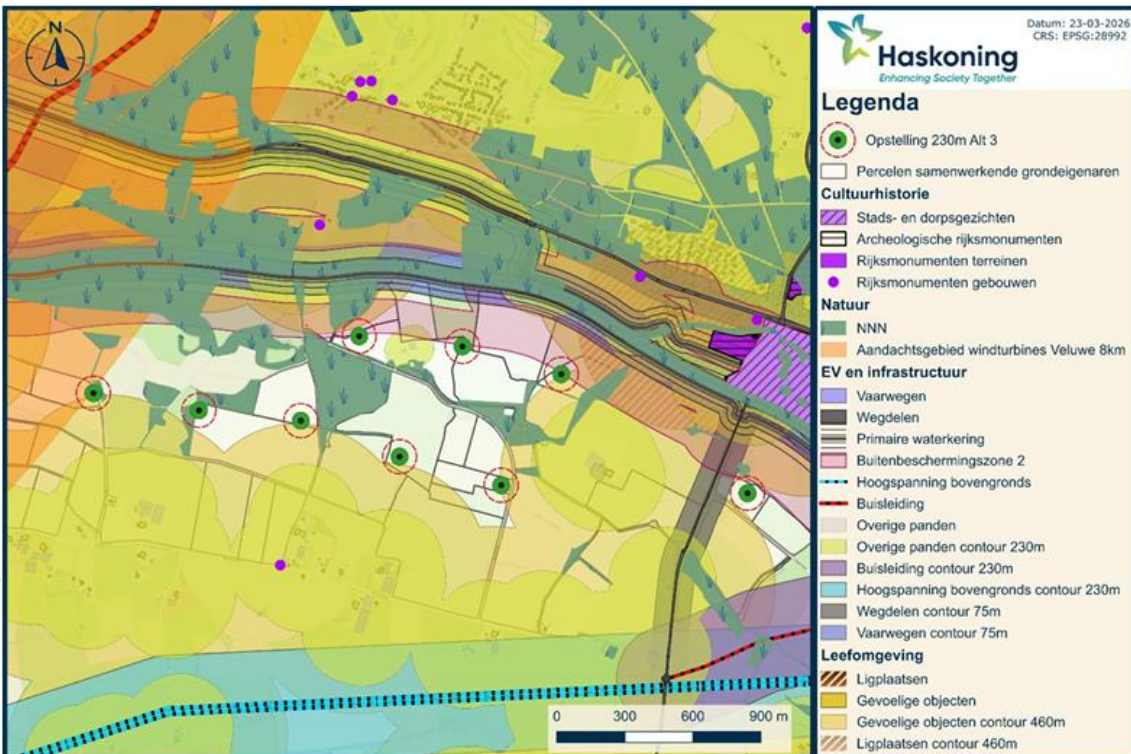 N
0 300 600 900 m
Datum: 23-03-2026
CRS: EPSG:28992
Haskoning
Enhancing Society Together
Legenda
Opstelling 230m Alt 3
Percelen samenwerkende grondeigenaren
Cultuurhistorie
Stads- en dorpsgezichten
Archeologische rijksmonumenten
Rijksmonumenten terreinen
Rijksmonumenten gebouwen
Natuur
NNN
Aandachtsgebied windturbines Veluwe 8km
EV en infrastructuur
Vaarwegen
Wegdelen
Primaire waterkering
Buitenbeschermingszone 2
Hoogspanning bovengronds
Buisleiding
Overige panden
Overige panden contour 230m
Buisleiding contour 230m
Hoogspanning bovengronds contour 230m
Wegdelen contour 75m
Vaarwegen contour 75m
Leefomgeving
Ligplaatsen
Gevoelige objecten
Gevoelige objecten contour 460m
Ligplaatsen contour 460m